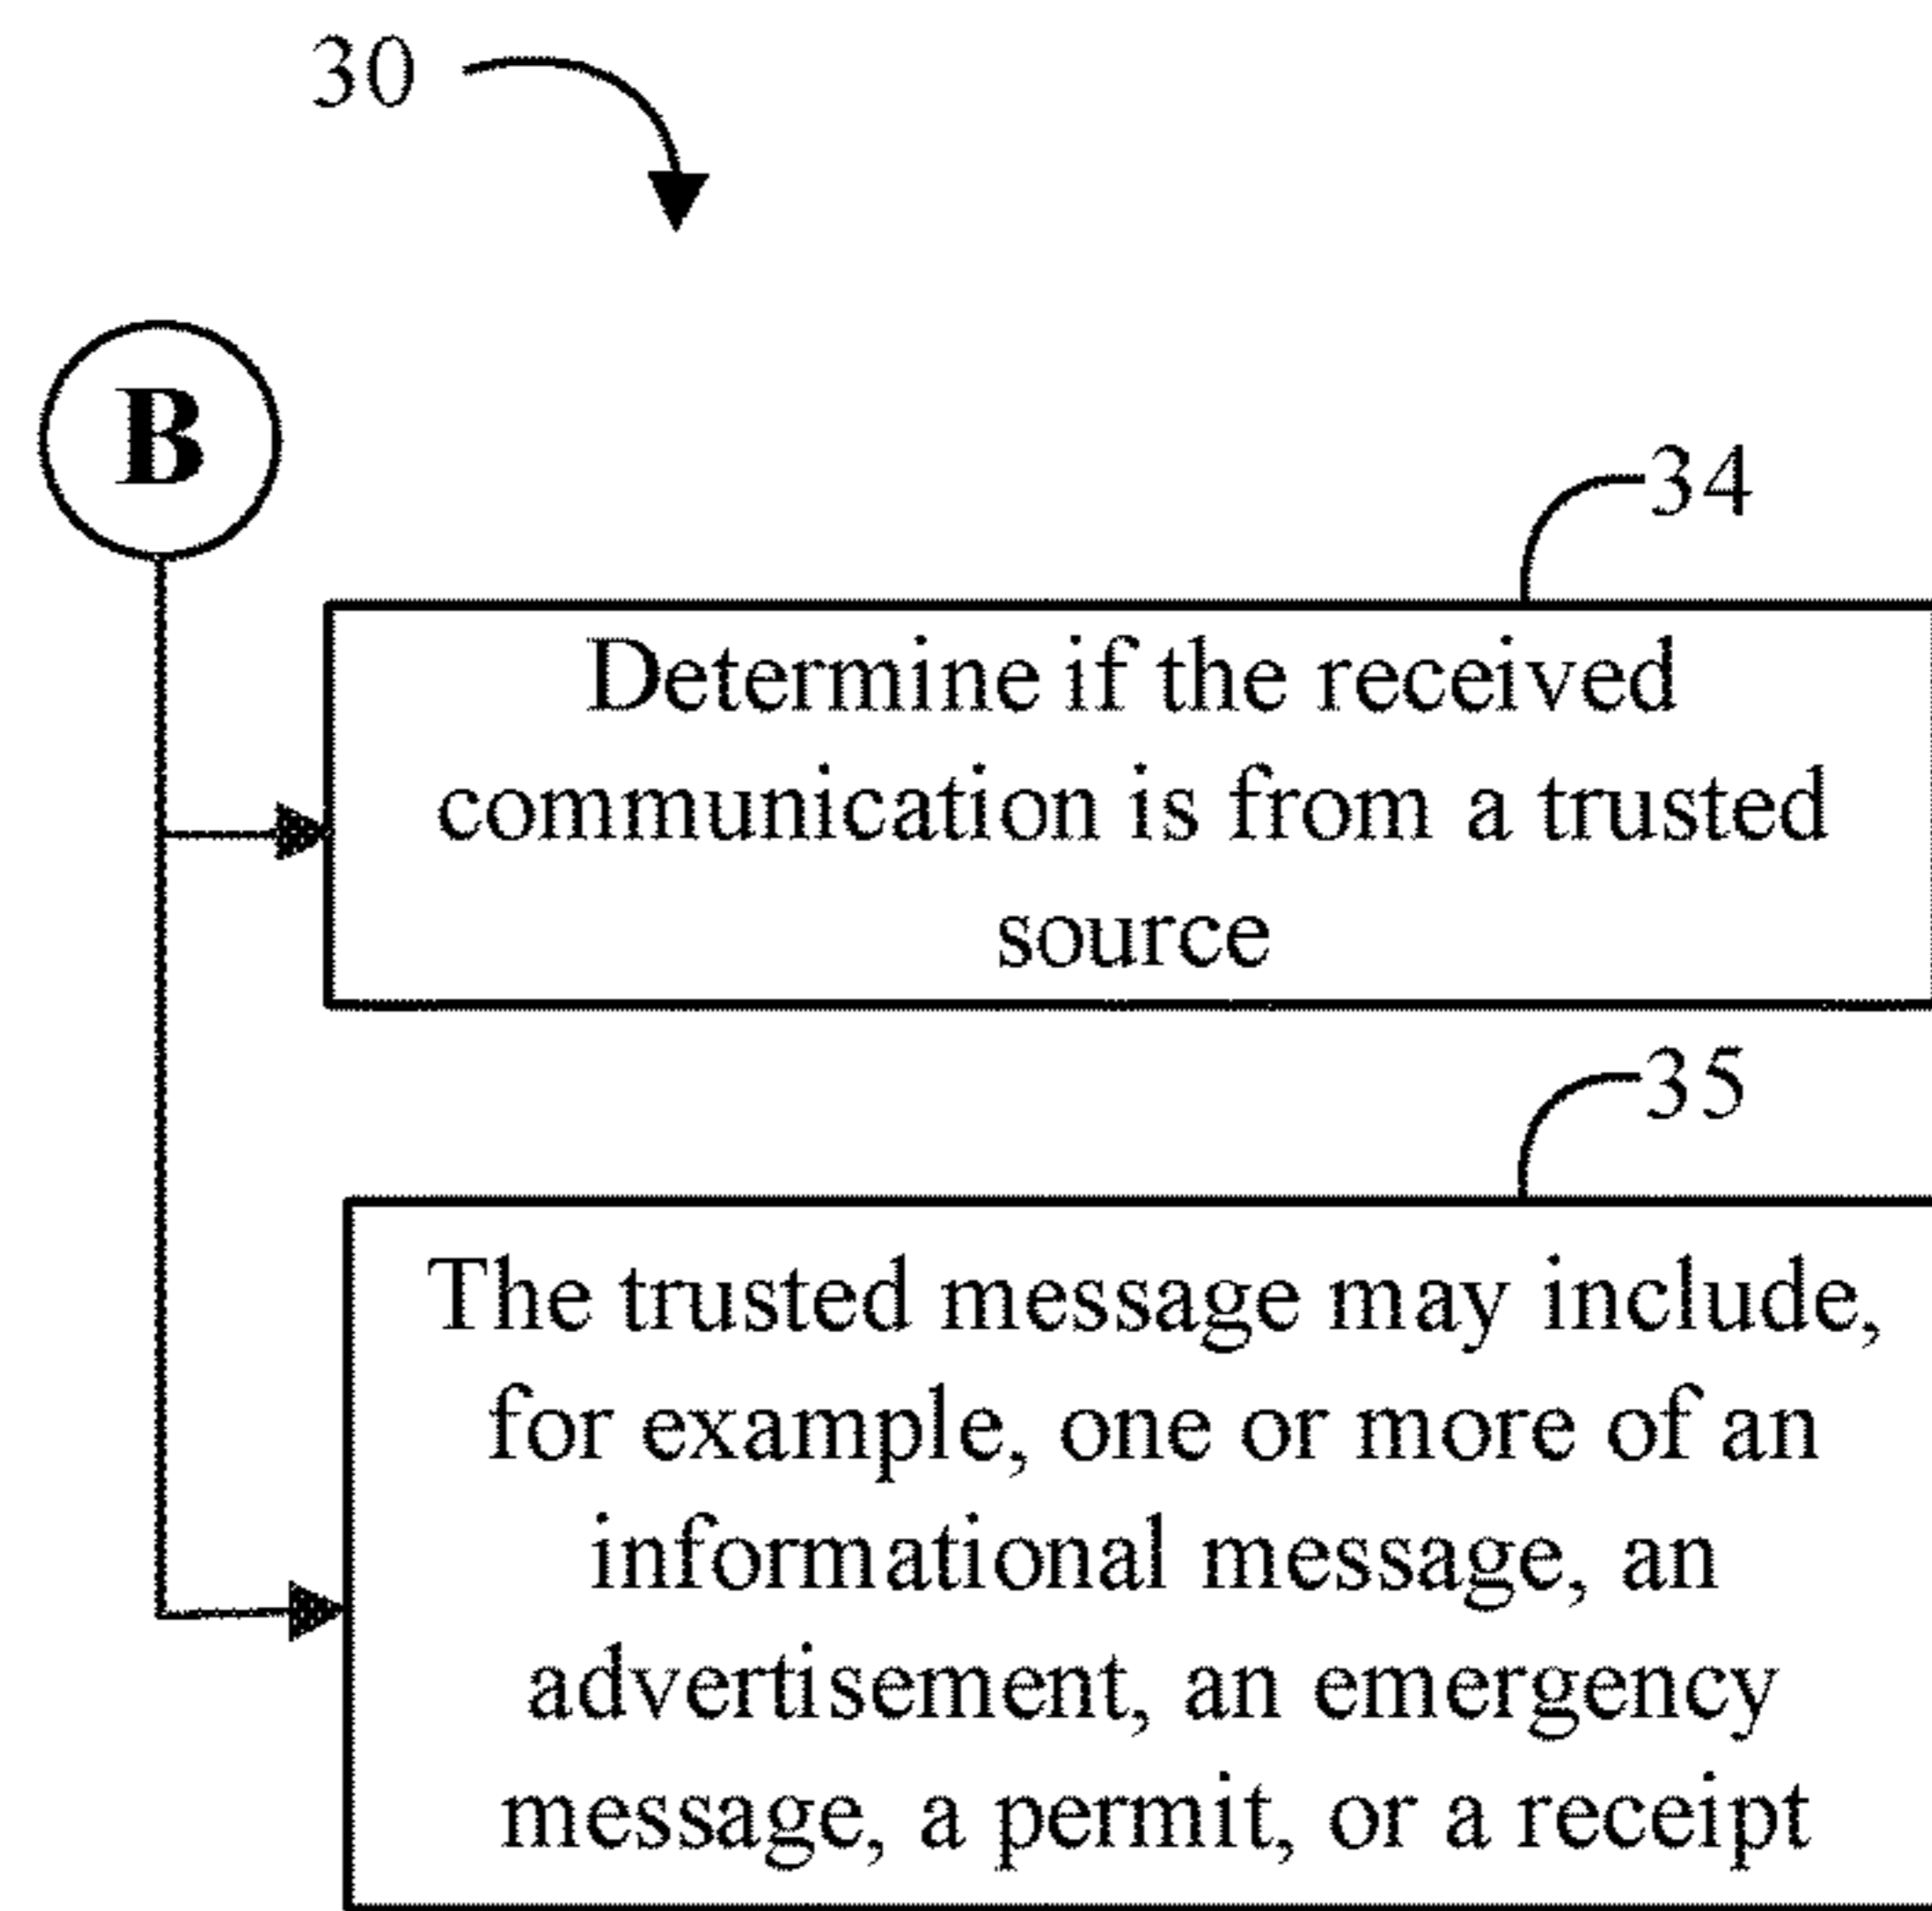 30
B
34
Determine if the received
communication is from a trusted
source
35
The trusted message may include,
for example, one or more of an
informational message, an
advertisement, an emergency
message, a permit, or a receipt